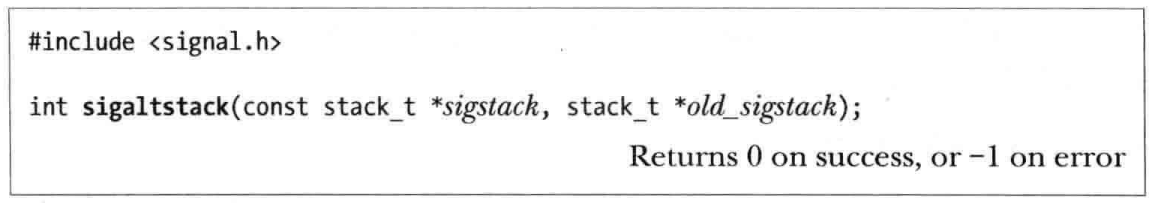 #include <signal.h>
int sigaltstack(const stack_t *sigstack, stack_t *old_sigstack);
Returns 0 on success, or −1 on error